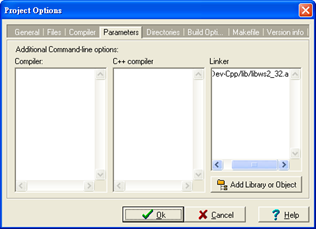 Project Options
General Files Compiler Parameters Directories Build Opti... Makefile Version info
Additional Command-line options:
Compiler: C++ compiler Linker
Dev-Cpp/lib/libws2_32.a
Add Library or Object
Ok Cancel Help